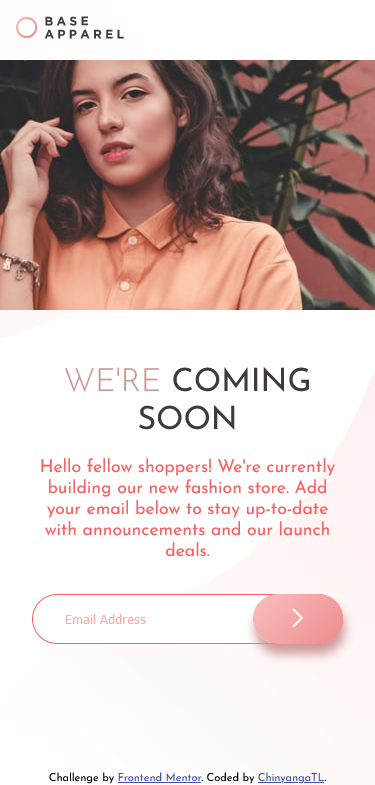 BASE
APPAREL
WE'RE COMING
SOON
Hello fellow shoppers! We're currently
building our new fashion store. Add
your email below to stay up-to-date
with announcements and our launch
deals.
Email Address
Challenge by Frontend Mentor. Coded by ChinyangaTL.